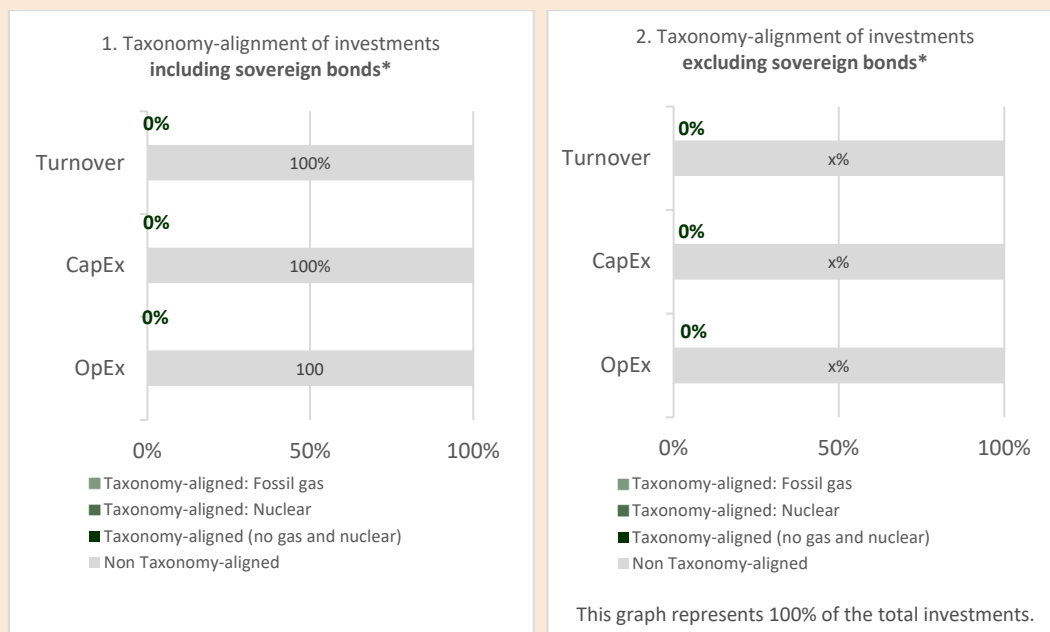 1. Taxonomy-alignment of investments
including sovereign bonds*
0%
Turnover
100%
0%
CapEx
100%
0%
OpEx
100
0%
50%
100%
Taxonomy-aligned: Fossil gas
Taxonomy-aligned: Nuclear
Taxonomy-aligned (no gas and nuclear)
Non Taxonomy-aligned
2. Taxonomy-alignment of investments
excluding sovereign bonds*
0%
Turnover
x%
0%
CapEx
x%
0%
OpEx
x%
0%
50%
100%
Taxonomy-aligned: Fossil gas
Taxonomy-aligned: Nuclear
Taxonomy-aligned (no gas and nuclear)
Non Taxonomy-aligned
This graph represents 100% of the total investments.